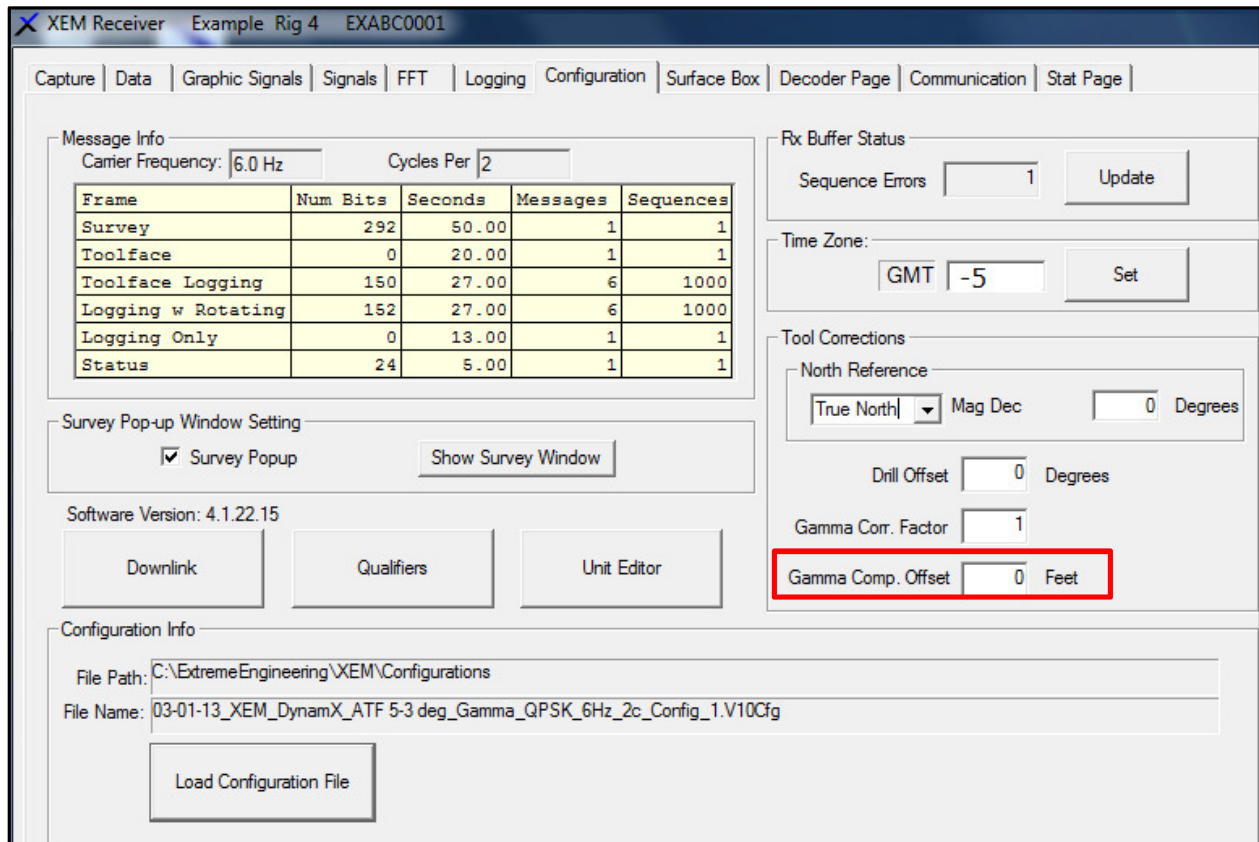 XEM Receiver Example Rig 4 EXABC0001
Capture Data Graphic Signals Signals FFT Logging Configuration Surface Box Decoder Page Communication Stat Page
Message Info
Carrier Frequency: 6.0 Hz Cycles Per 2
Frame Num Bits Seconds Messages Sequences
Survey 292 50.00 1 1
Toolface 0 20.00 1 1
Toolface Logging 150 27.00 6 1000
Logging w Rotating 152 27.00 6 1000
Logging Only 0 13.00 1 1
Status 24 5.00 1 1
Survey Pop-up Window Setting
Survey Popup Show Survey Window
Software Version: 4.1.22.15
Downlink Qualifiers Unit Editor
Rx Buffer Status
Sequence Errors 1 Update
Time Zone:
GMT -5 Set
Tool Corrections
North Reference
True North Mag Dec 0 Degrees
Drill Offset 0 Degrees
Gamma Corr. Factor 1
Gamma Comp. Offset 0 Feet
Configuration Info
File Path: C:\ExtremeEngineering\XEM\Configurations
File Name: 03-01-13_XEM_DynamX_ATF 5-3 deg_Gamma_QPSK_6Hz_2c_Config_1.V10Cfg
Load Configuration File